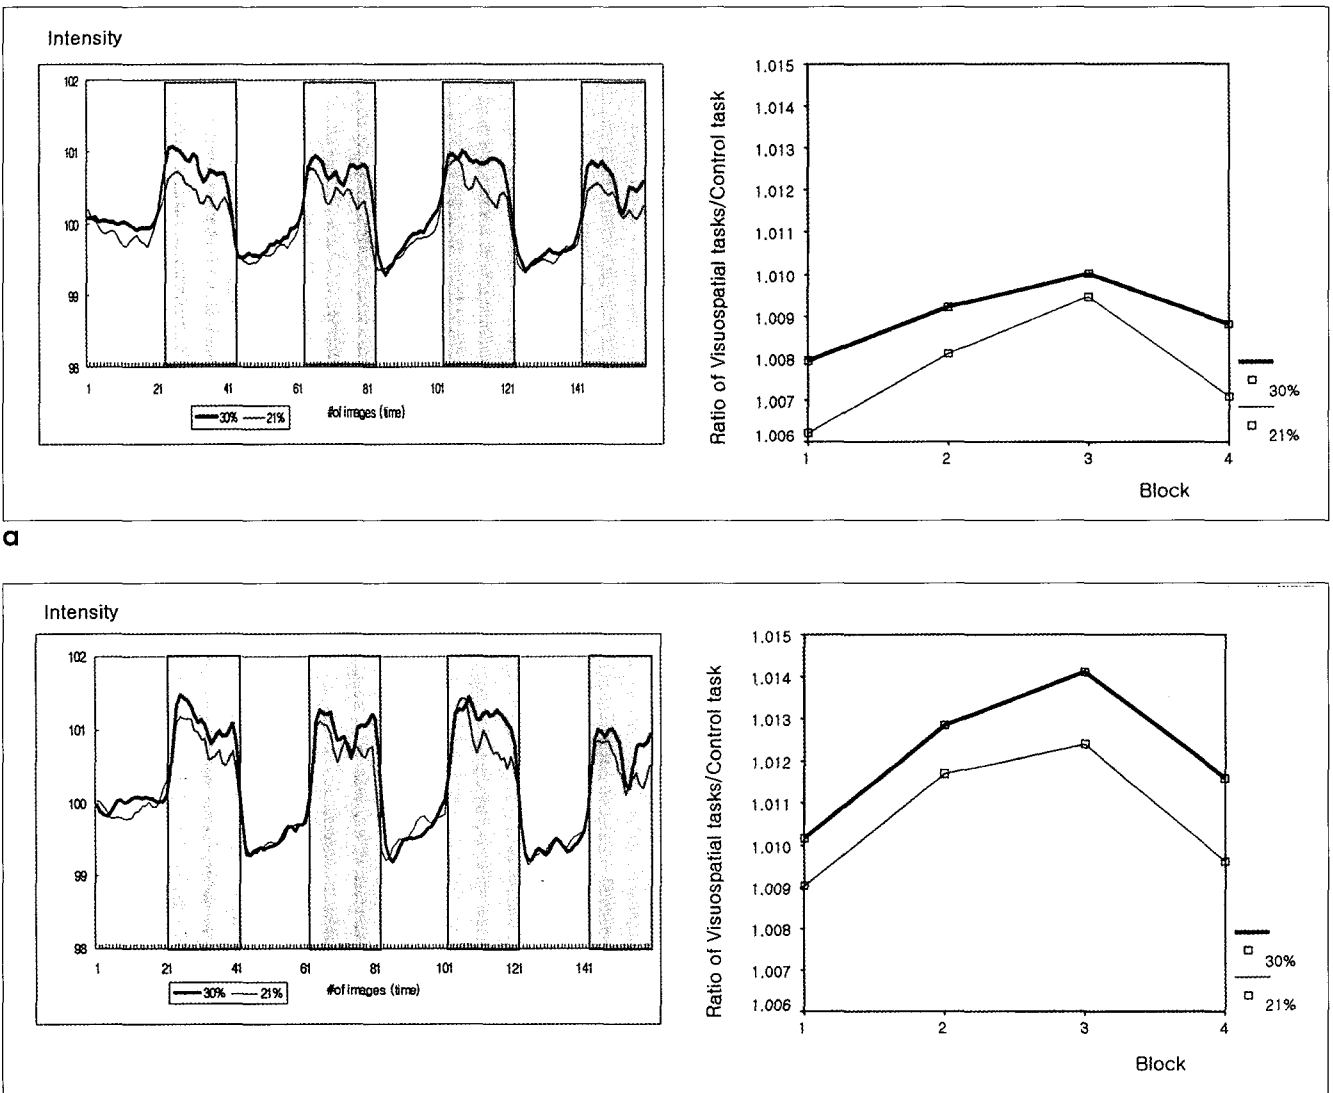 Intensity
102
101
100
99
98
1 21 41 61 81 101 121 141
#of images (time)
30% 21%
Ratio of Visuospatial tasks/Control task
1.015
1.014
1.013
1.012
1.011
1.010
1.009
1.008
1.007
1.006
1 2 3 4
Block
30%
21%
a
Intensity
102
101
100
99
98
1 21 41 61 81 101 121 141
#of images (time)
30% 21%
Ratio of Visuospatial tasks/Control task
1.015
1.014
1.013
1.012
1.011
1.010
1.009
1.008
1.007
1.006
1 2 3 4
Block
30%
21%